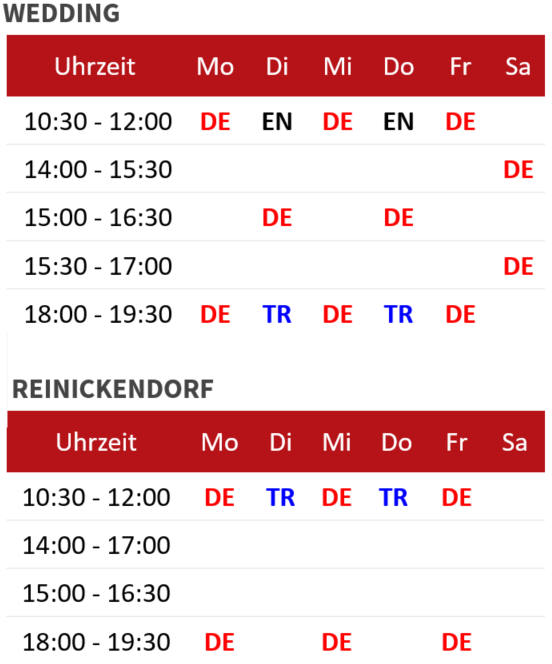 WEDDING
Uhrzeit Mo Di Mi Do Fr Sa
10:30 - 12:00 DE EN DE EN DE
14:00 - 15:30 DE
15:00 - 16:30 DE DE
15:30 - 17:00 DE
18:00 - 19:30 DE TR DE TR DE
REINICKENDORF
Uhrzeit Mo Di Mi Do Fr Sa
10:30 - 12:00 DE TR DE TR DE
14:00 - 17:00
15:00 - 16:30
18:00 - 19:30 DE DE DE